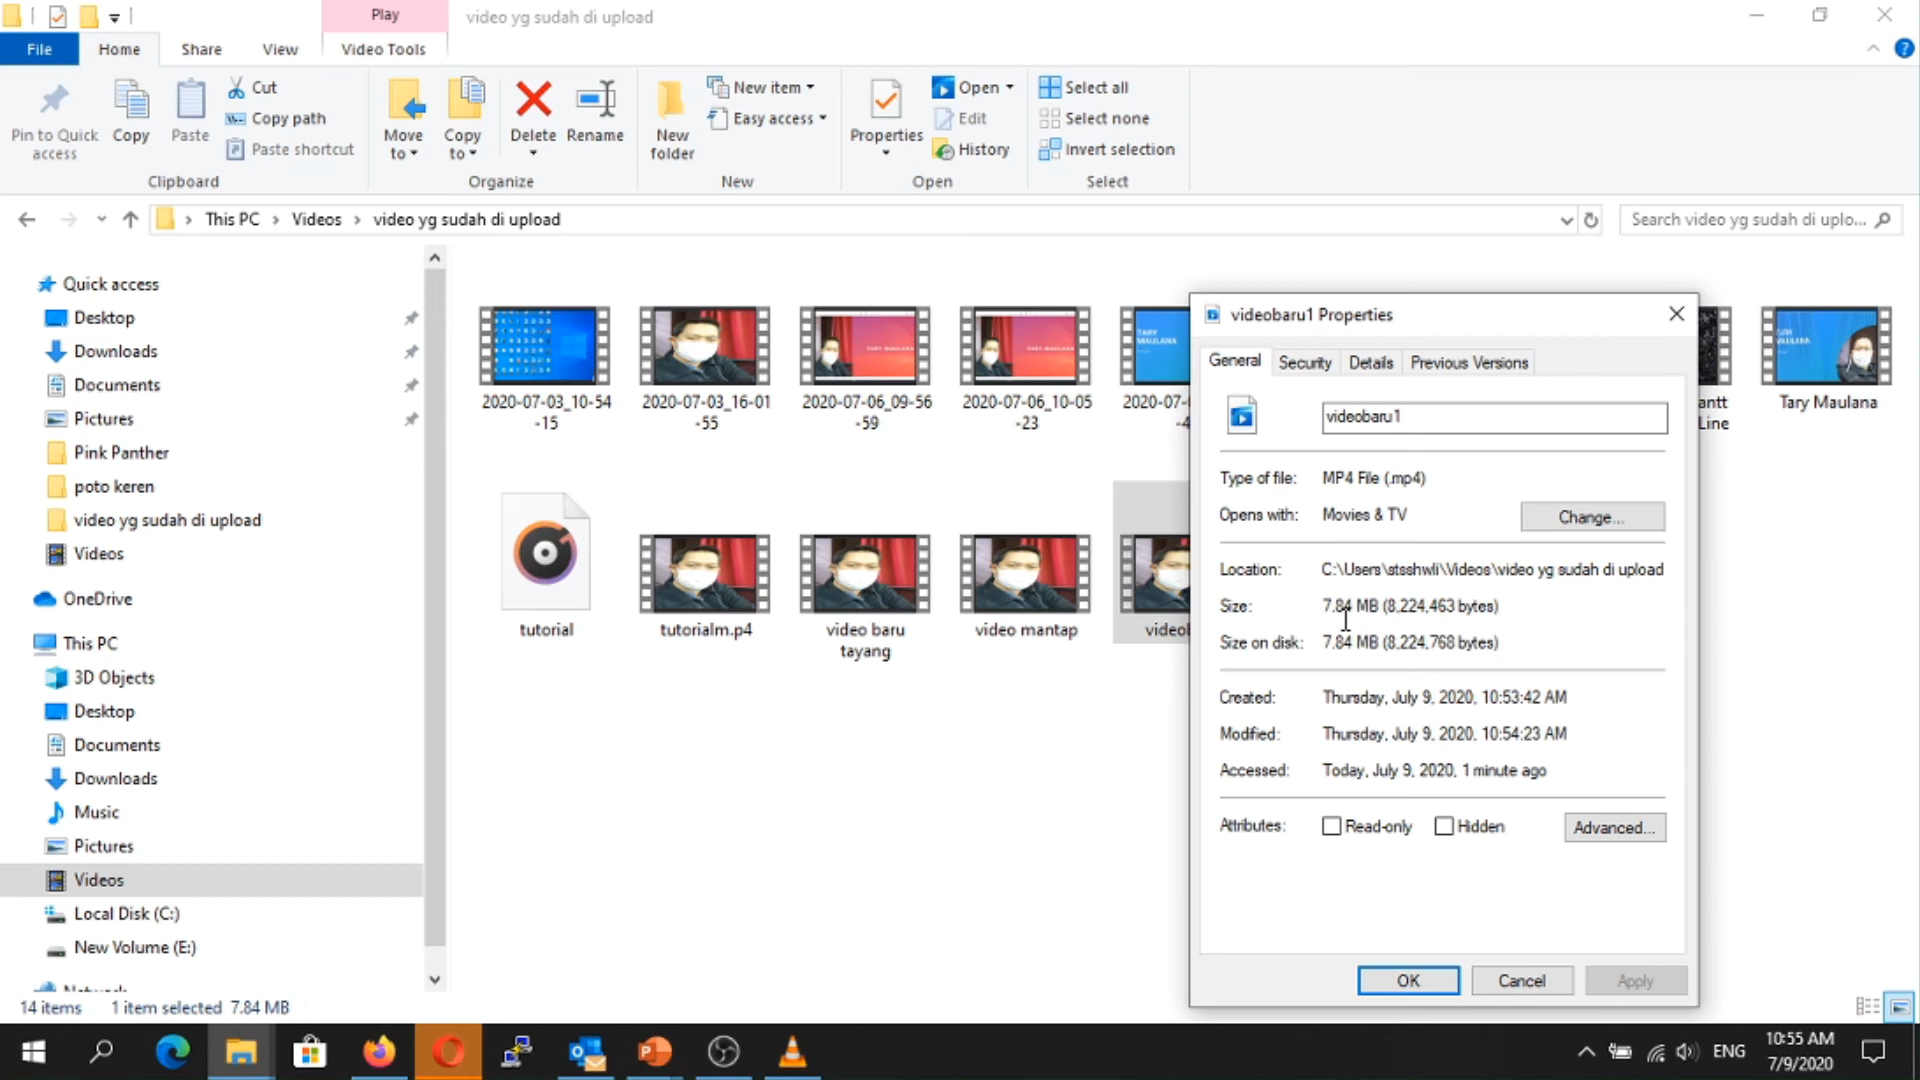 Play
video yg sudah di upload
File
Home
Share
View
Video Tools
Pin to Quick
access
Copy
Paste
Cut
Copy path
Paste shortcut
Clipboard
Move
to
Copy
to
Delete
Rename
Organize
New
folder
New item
Easy access
New
Properties
Open
Edit
History
Open
Select all
Select none
Invert selection
Select
This PC
Videos
video yg sudah di upload
Search video yg sudah di uplo...
Quick access
Desktop
Downloads
Documents
Pictures
Pink Panther
poto keren
video yg sudah di upload
Videos
OneDrive
This PC
3D Objects
Desktop
Documents
Downloads
Music
Pictures
Videos
Local Disk (C:)
New Volume (E:)
2020-07-03_10-54
-15
2020-07-03_16-01
-55
2020-07-06_09-56
-59
2020-07-06_10-05
-23
2020-07-
antt
Line
TARY
MAULANA
Tary Maulana
tutorial
tutorialm.p4
video baru
tayang
video mantap
videobaru1 Properties
General
Security
Details
Previous Versions
videobaru1
Type of file: MP4 File (.mp4)
Opens with: Movies & TV
Change...
Location: C:\Users\stsshwli\Videos\video yg sudah di upload
Size: 7.84 MB (8,224,463 bytes)
Size on disk: 7.84 MB (8,224,768 bytes)
Created: Thursday, July 9, 2020, 10:53:42 AM
Modified: Thursday, July 9, 2020, 10:54:23 AM
Accessed: Today, July 9, 2020, 1 minute ago
Attributes:
Read-only
Hidden
Advanced...
OK
Cancel
Apply
14 items
1 item selected 7.84 MB
ENG
10:55 AM
7/9/2020